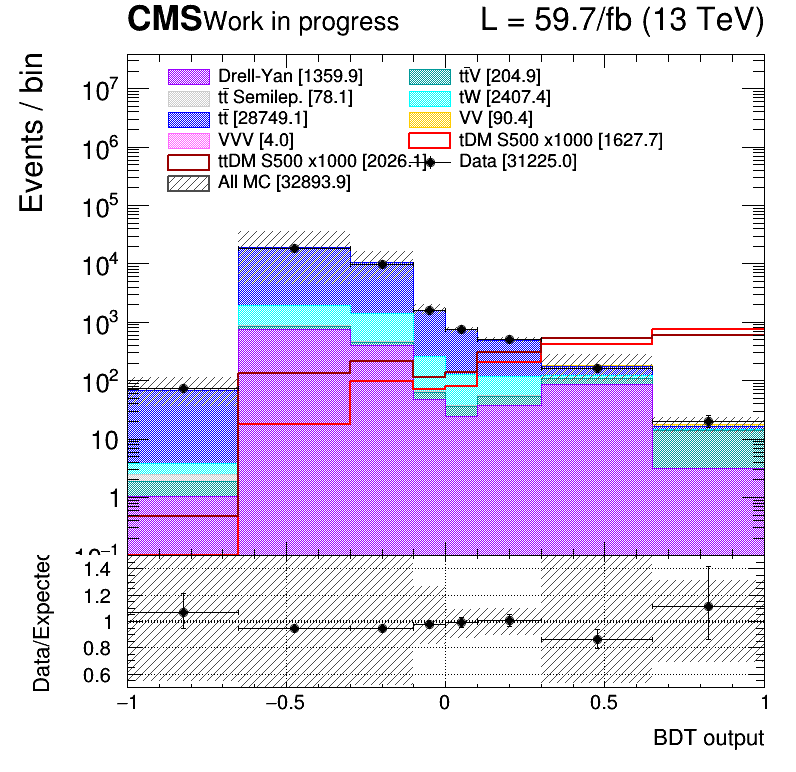 CMS Work in progress L = 59.7/fb (13 TeV)
Events / bin
Drell-Yan [1359.9] tt̄V [204.9]
tt̄ Semilep. [78.1] tW [2407.4]
tt̄ [28749.1] VV [90.4]
VVV [4.0] tDM S500 x1000 [1627.7]
ttDM S500 x1000 [2026.1] Data [31225.0]
All MC [32893.9]
10⁷
10⁶
10⁵
10⁴
10³
10²
10
1
10⁻¹
Data/Expected
1.4
1.2
1
0.8
0.6
−1 −0.5 0 0.5 1
BDT output